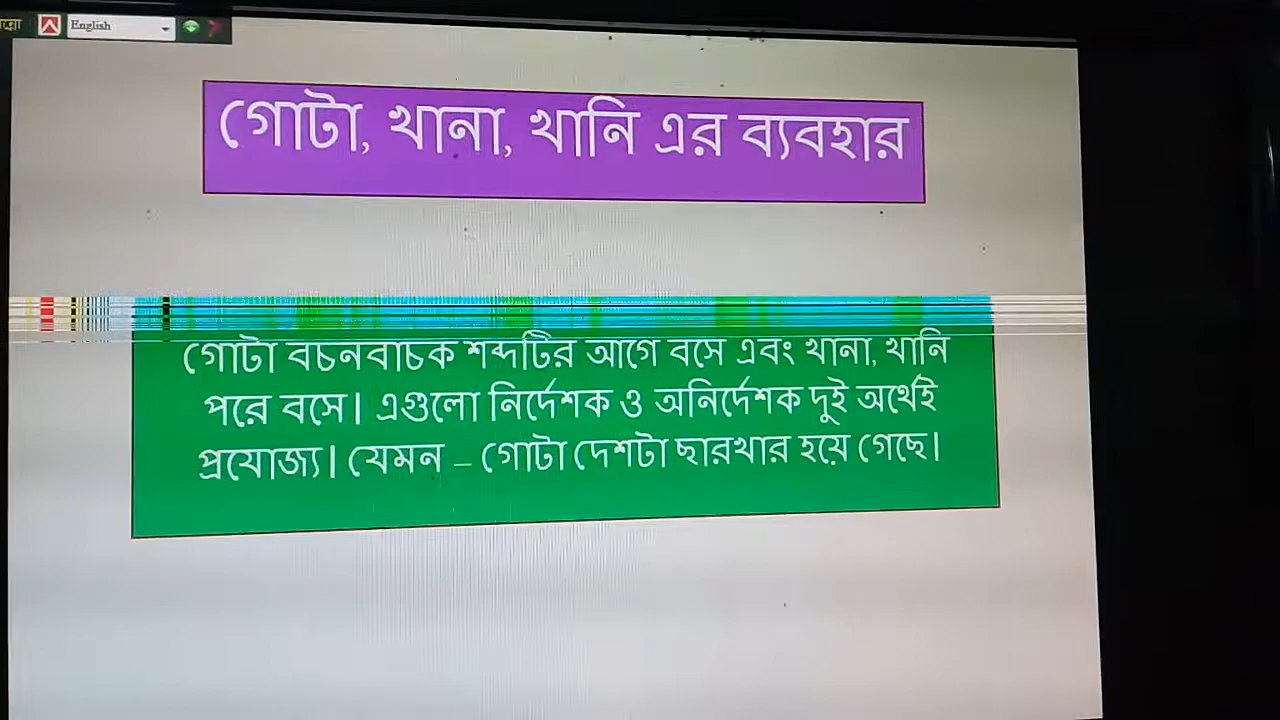 English
গোটা, খানা, খানি এর ব্যবহার
গোটা বচনবাচক শব্দটির আগে বসে এবং খানা, খানি
পরে বসে। এগুলো নির্দেশক ও অনির্দেশক দুই অর্থেই
প্রযোজ্য। যেমন – গোটা দেশটা ছারখার হয়ে গেছে।